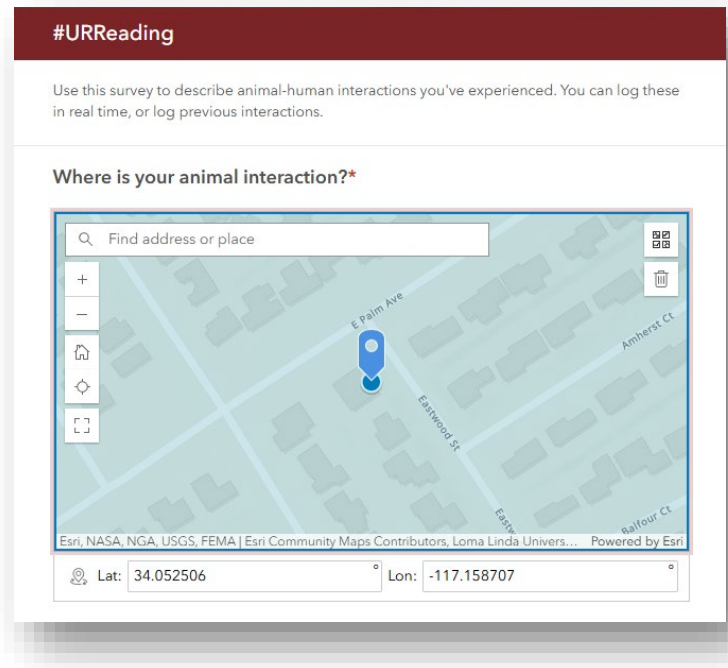 #URReading
Use this survey to describe animal-human interactions you've experienced. You can log these
in real time, or log previous interactions.
Where is your animal interaction?*
Find address or place
+
−
E Palm Ave
Amherst Ct
Eastwood St
Eastw
Balfour Ct
Esri, NASA, NGA, USGS, FEMA | Esri Community Maps Contributors, Loma Linda Univers... Powered by Esri
Lat: 34.052506 ° Lon: -117.158707 °